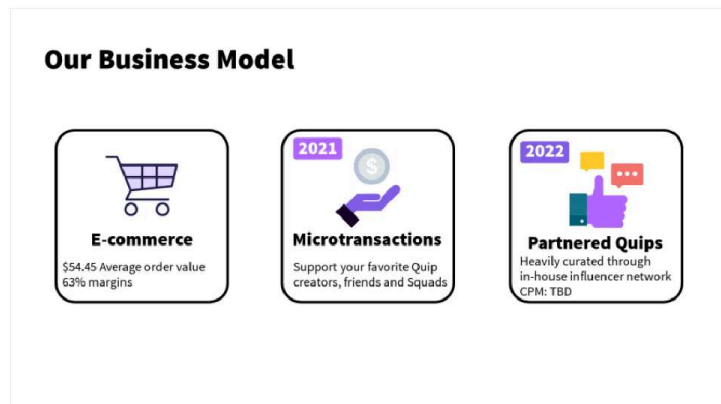 Our Business Model
E-commerce
$54.45 Average order value
63% margins
2021
$
Microtransactions
Support your favorite Quip
creators, friends and Squads
2022
Partnered Quips
Heavily curated through
in-house influencer network
CPM: TBD